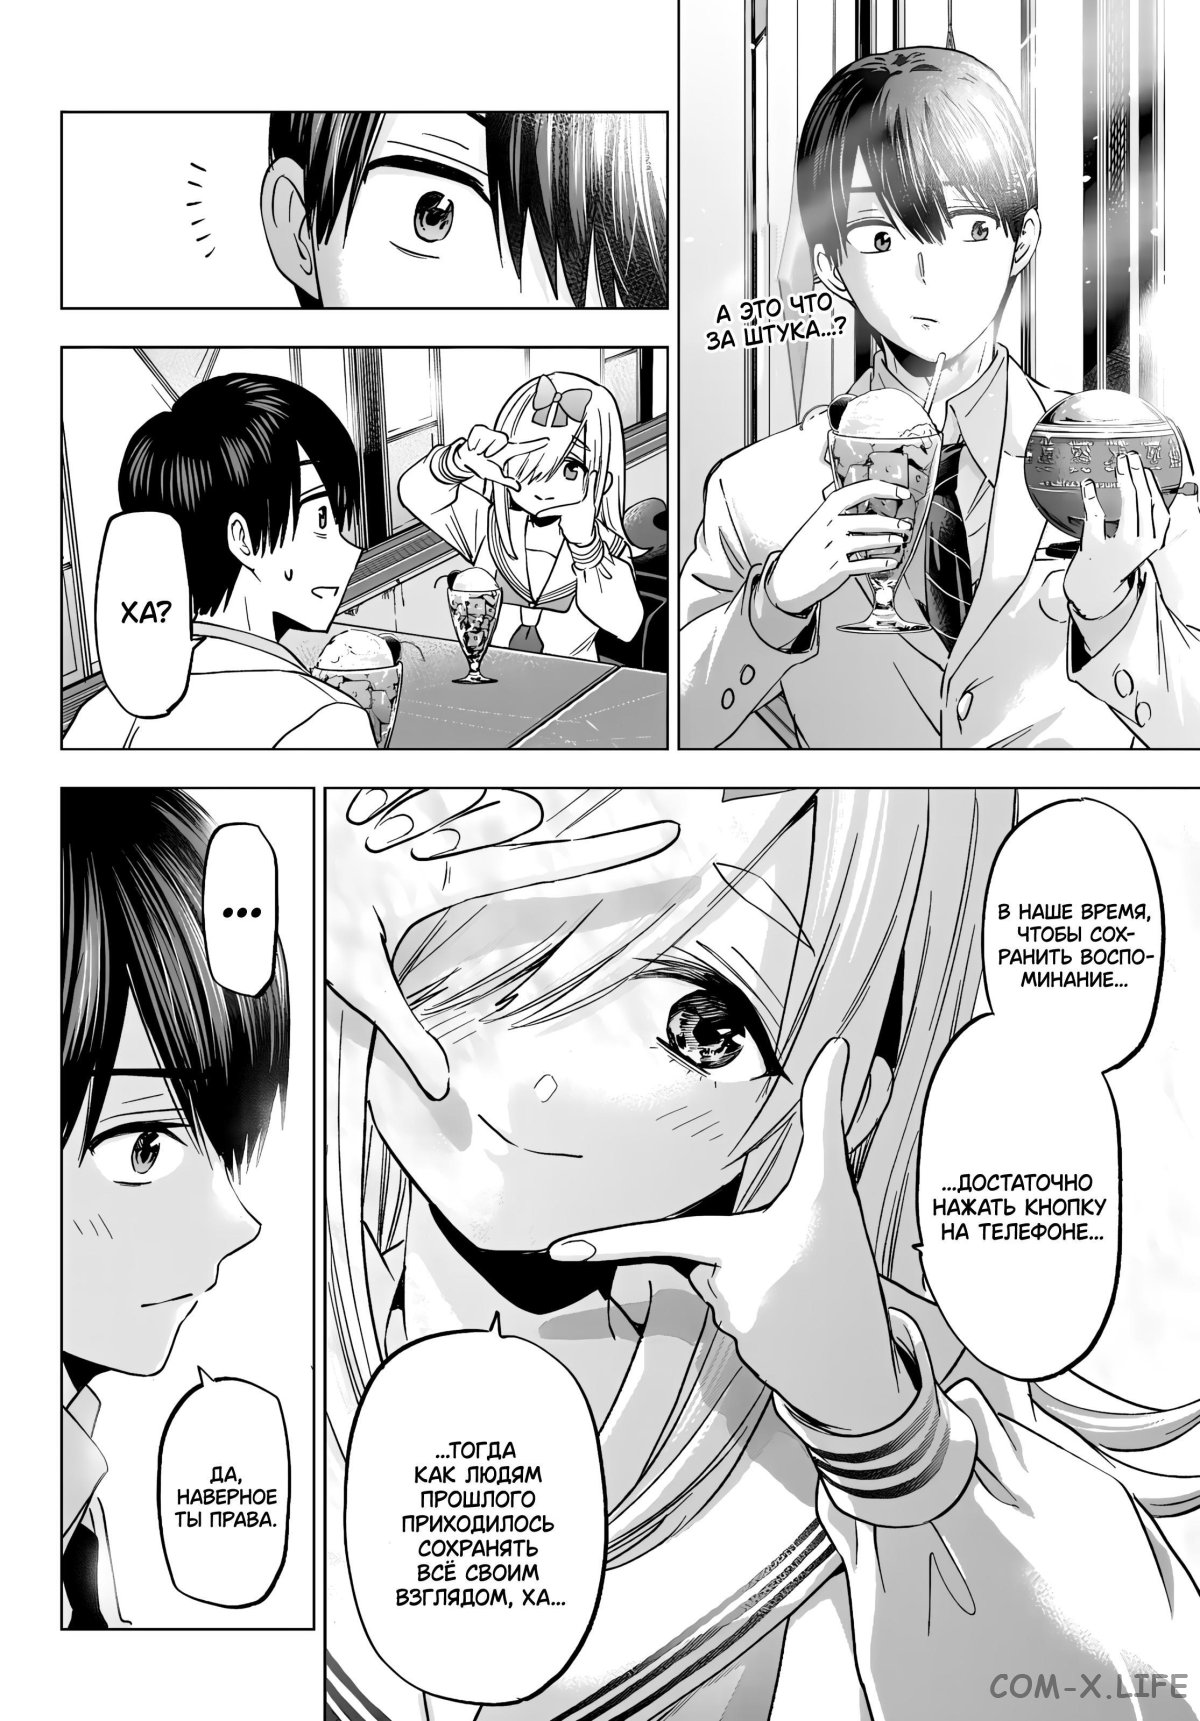 А ЭТО ЧТО
ЗА ШТУКА...?
ХА?
В НАШЕ ВРЕМЯ,
ЧТОБЫ СОХ-
РАНИТЬ ВОСПО-
МИНАНИЕ...
...ДОСТАТОЧНО
НАЖАТЬ КНОПКУ
НА ТЕЛЕФОНЕ...
...ТОГДА
КАК ЛЮДЯМ
ПРОШЛОГО
ПРИХОДИЛОСЬ
СОХРАНЯТЬ
ВСЁ СВОИМ
ВЗГЛЯДОМ, ХА...
...
ДА,
НАВЕРНОЕ
ТЫ ПРАВА.
COM-X.LIFE